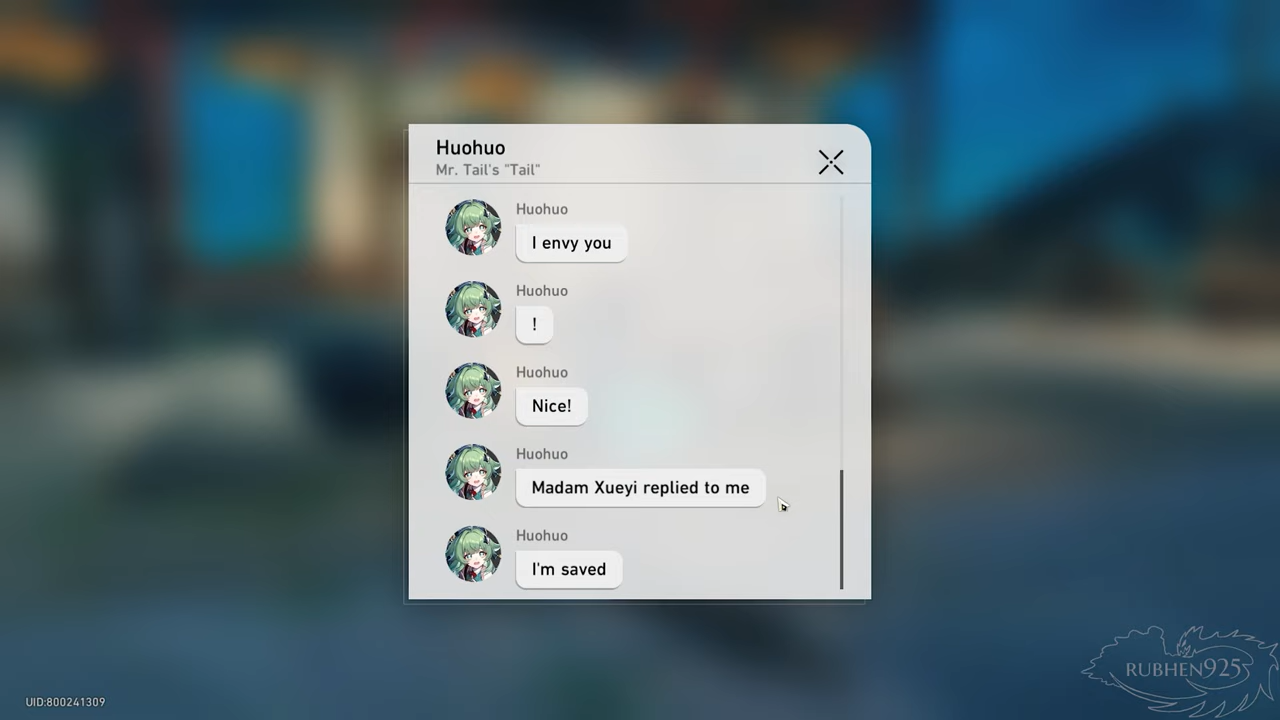 Huohuo
Mr. Tail's "Tail"
Huohuo
I envy you
Huohuo
!
Huohuo
Nice!
Huohuo
Madam Xueyi replied to me
Huohuo
I'm saved
RUBHEN925
UID:800241309